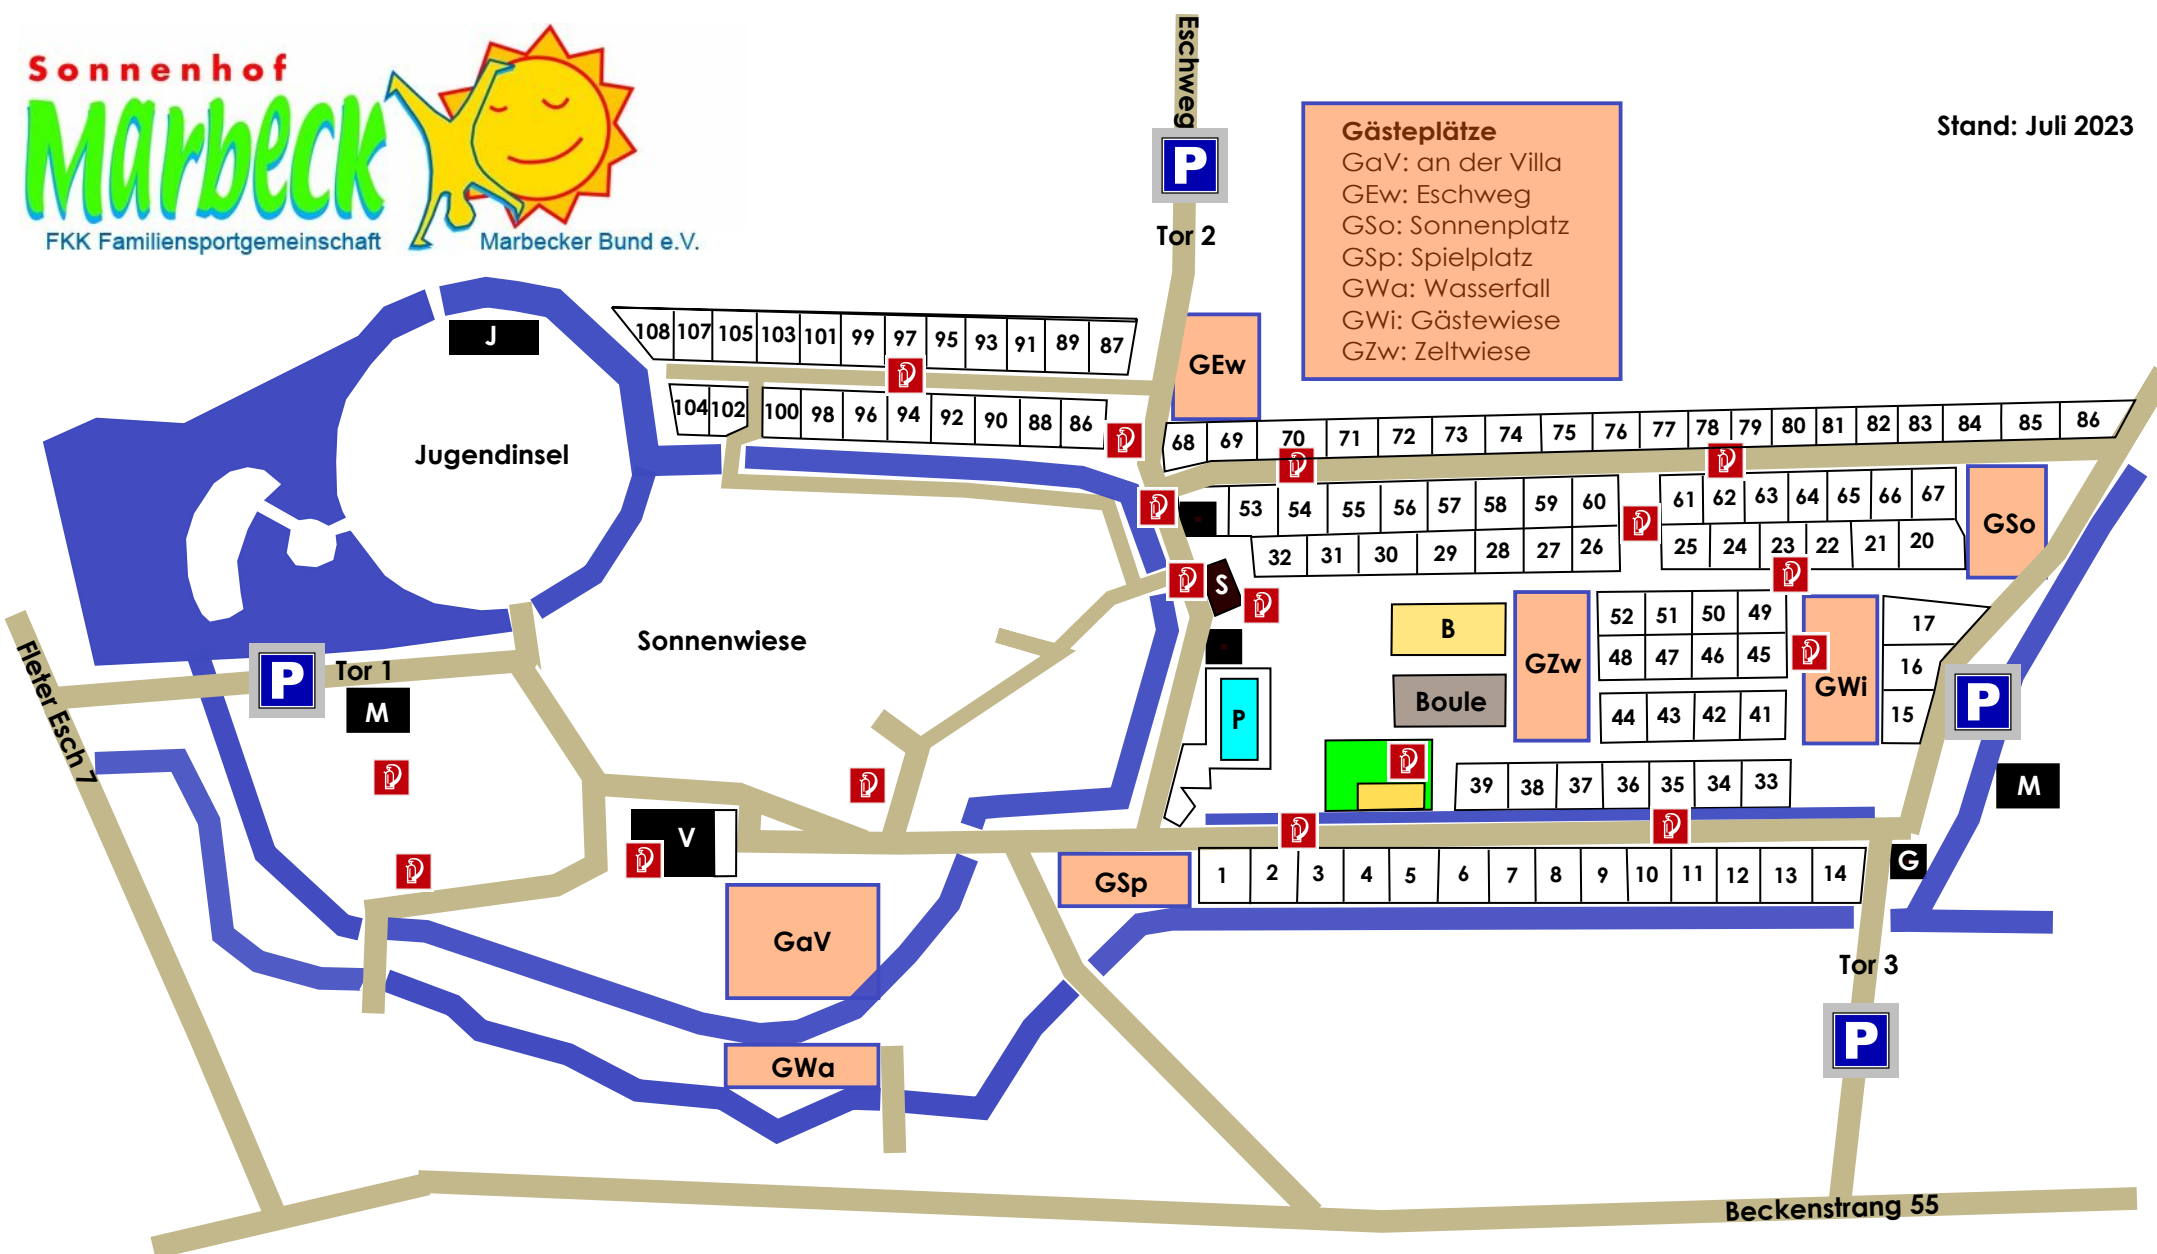 Sonnenhof
Marbeck
FKK Familiensportgemeinschaft
Marbecker Bund e.V.
Eschweg
P
Tor 2
Gästeplätze
GaV: an der Villa
GEw: Eschweg
GSo: Sonnenplatz
GSp: Spielplatz
GWa: Wasserfall
GWi: Gästewiese
GZw: Zeltwiese
Stand: Juli 2023
J
Jugendinsel
108 107 105 103 101 99 97 95 93 91 89 87
104 102 100 98 96 94 92 90 88 86
GEw
68 69 70 71 72 73 74 75 76 77 78 79 80 81 82 83 84 85 86
53 54 55 56 57 58 59 60
61 62 63 64 65 66 67
32 31 30 29 28 27 26
25 24 23 22 21 20
GSo
S
Sonnenwiese
B
Boule
GZw
52 51 50 49
48 47 46 45
44 43 42 41
GWi
17
16
15
P
P
M
Fleter Esch 7
P
Tor 1
M
39 38 37 36 35 34 33
V
GaV
GWa
GSp
1 2 3 4 5 6 7 8 9 10 11 12 13 14
G
Tor 3
P
Beckenstrang 55